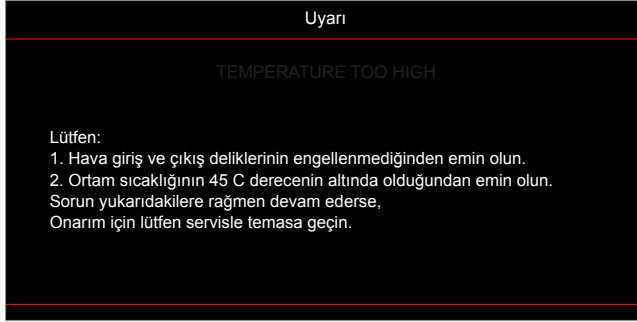 Uyarı
TEMPERATURE TOO HIGH
Lütfen:
1. Hava giriş ve çıkış deliklerinin engellenmediğinden emin olun.
2. Ortam sıcaklığının 45 C derecenin altında olduğundan emin olun.
Sorun yukarıdakilere rağmen devam ederse,
Onarım için lütfen servisle temasa geçin.